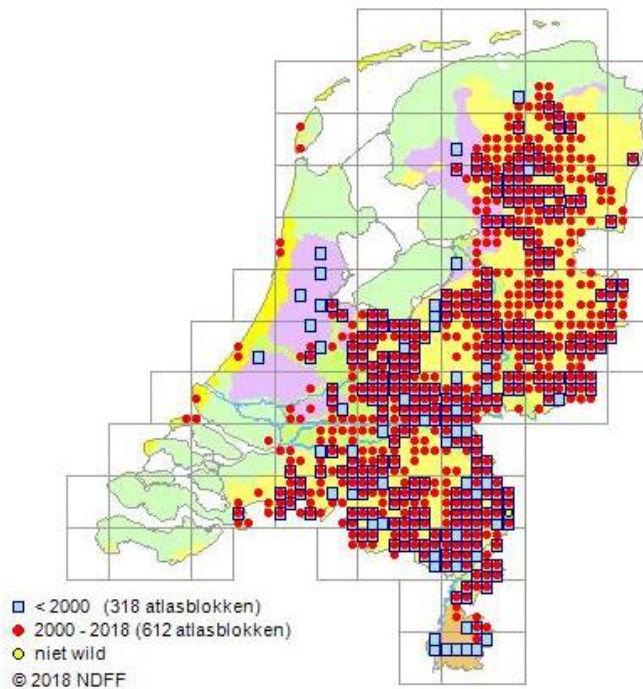 < 2000 (318 atlasblokken)
2000 - 2018 (612 atlasblokken)
niet wild
© 2018 NDFF